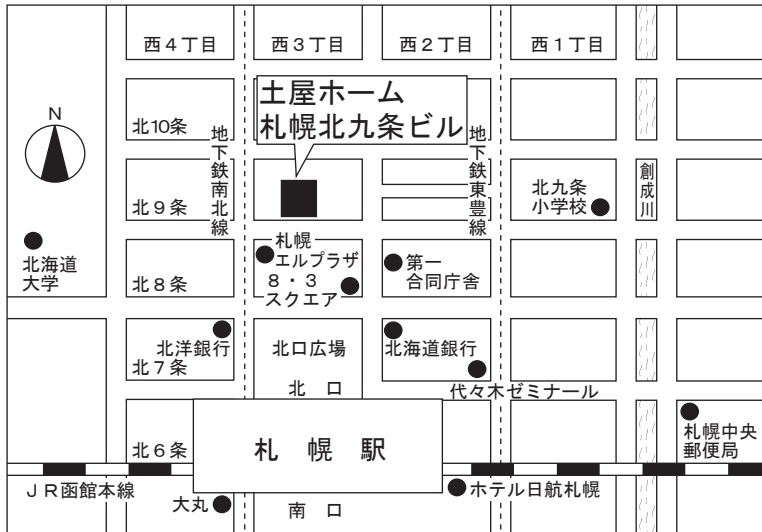 西4丁目
西3丁目
西2丁目
西1丁目
土屋ホーム
札幌北九条ビル
N
北10条
地下鉄南北線
地下鉄東豊線
創成川
北九条
小学校
北9条
北海道
大学
札幌
エルプラザ
8・3
スクエア
第一
合同庁舎
北8条
北洋銀行
北7条
北口広場
北海道銀行
北　口
代々木ゼミナール
北6条
札　幌　駅
札幌中央
郵便局
ＪＲ函館本線
大丸
南　口
ホテル日航札幌